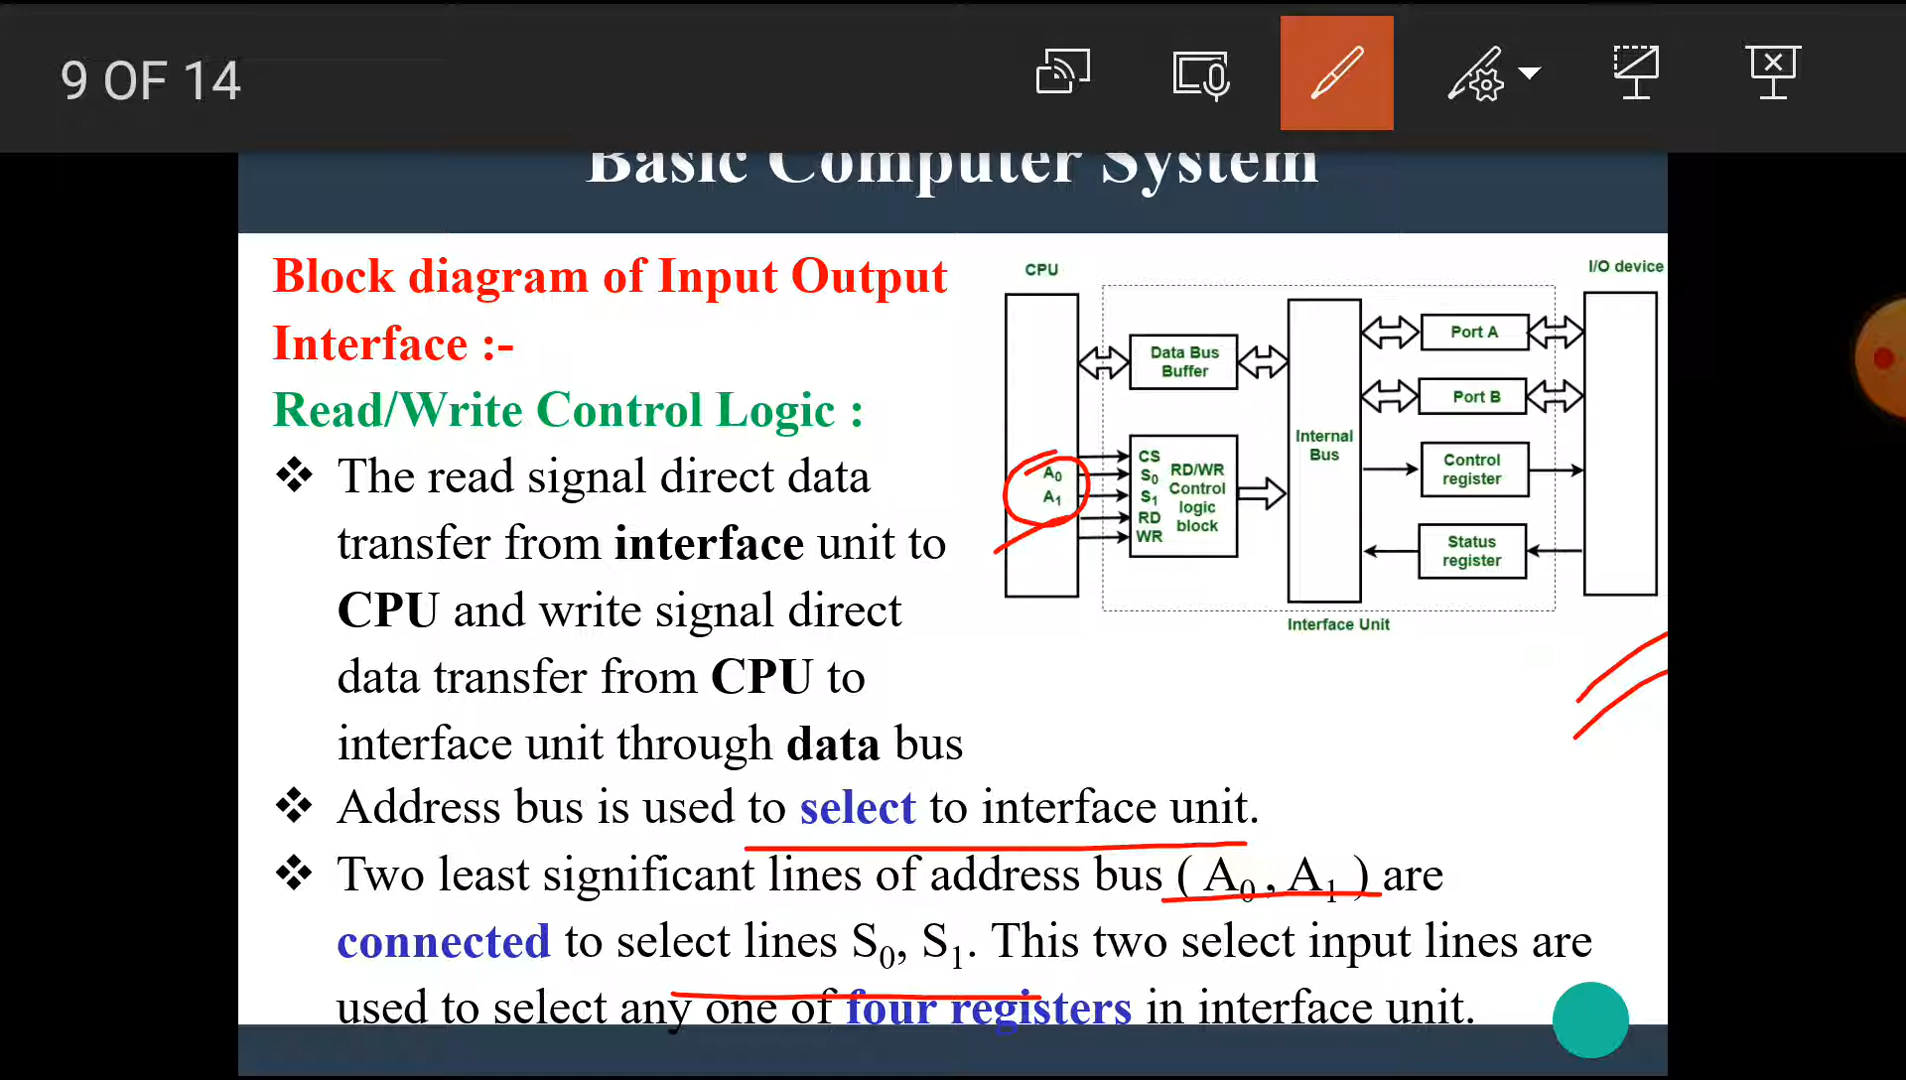 9 OF 14
Basic Computer System
Block diagram of Input Output
Interface :-
Read/Write Control Logic :
❖ The read signal direct data
transfer from interface unit to
CPU and write signal direct
data transfer from CPU to
interface unit through data bus
❖ Address bus is used to select to interface unit.
❖ Two least significant lines of address bus ( A0 , A1 ) are
connected to select lines S0, S1. This two select input lines are
used to select any one of four registers in interface unit.
CPU
I/O device
Data Bus
Buffer
A0
A1
CS
S0
S1
RD
WR
RD/WR
Control
logic
block
Internal
Bus
Port A
Port B
Control
register
Status
register
Interface Unit